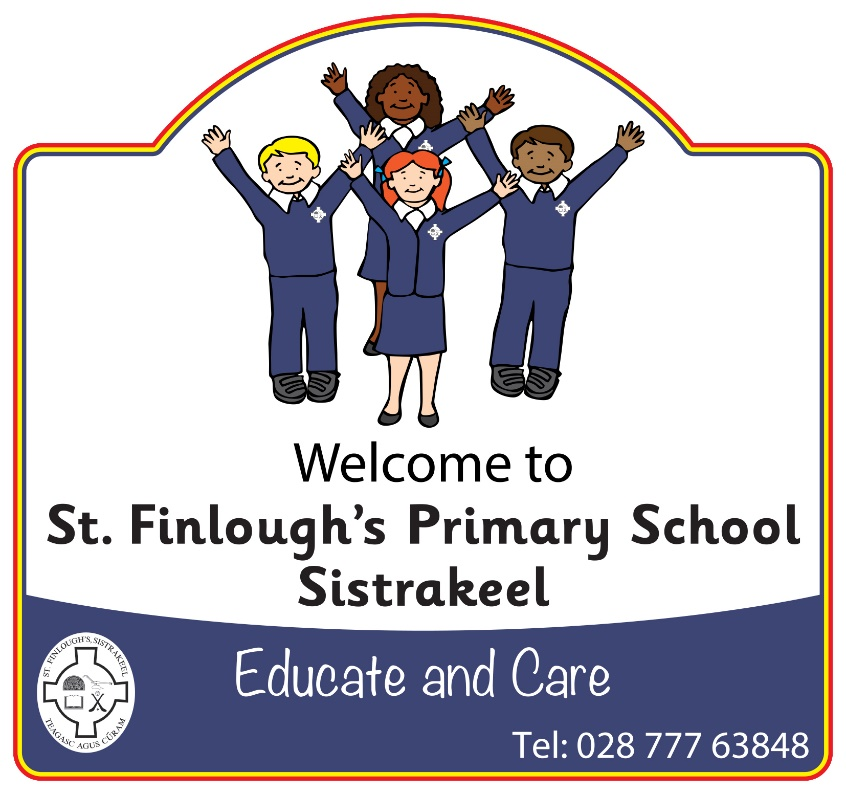 Welcome to
St. Finlough's Primary School
Sistrakeel
Educate and Care
ST. FINLOUGH'S, SISTRAKEEL
TEAGASC AGUS CÚRAM
Tel: 028 777 63848